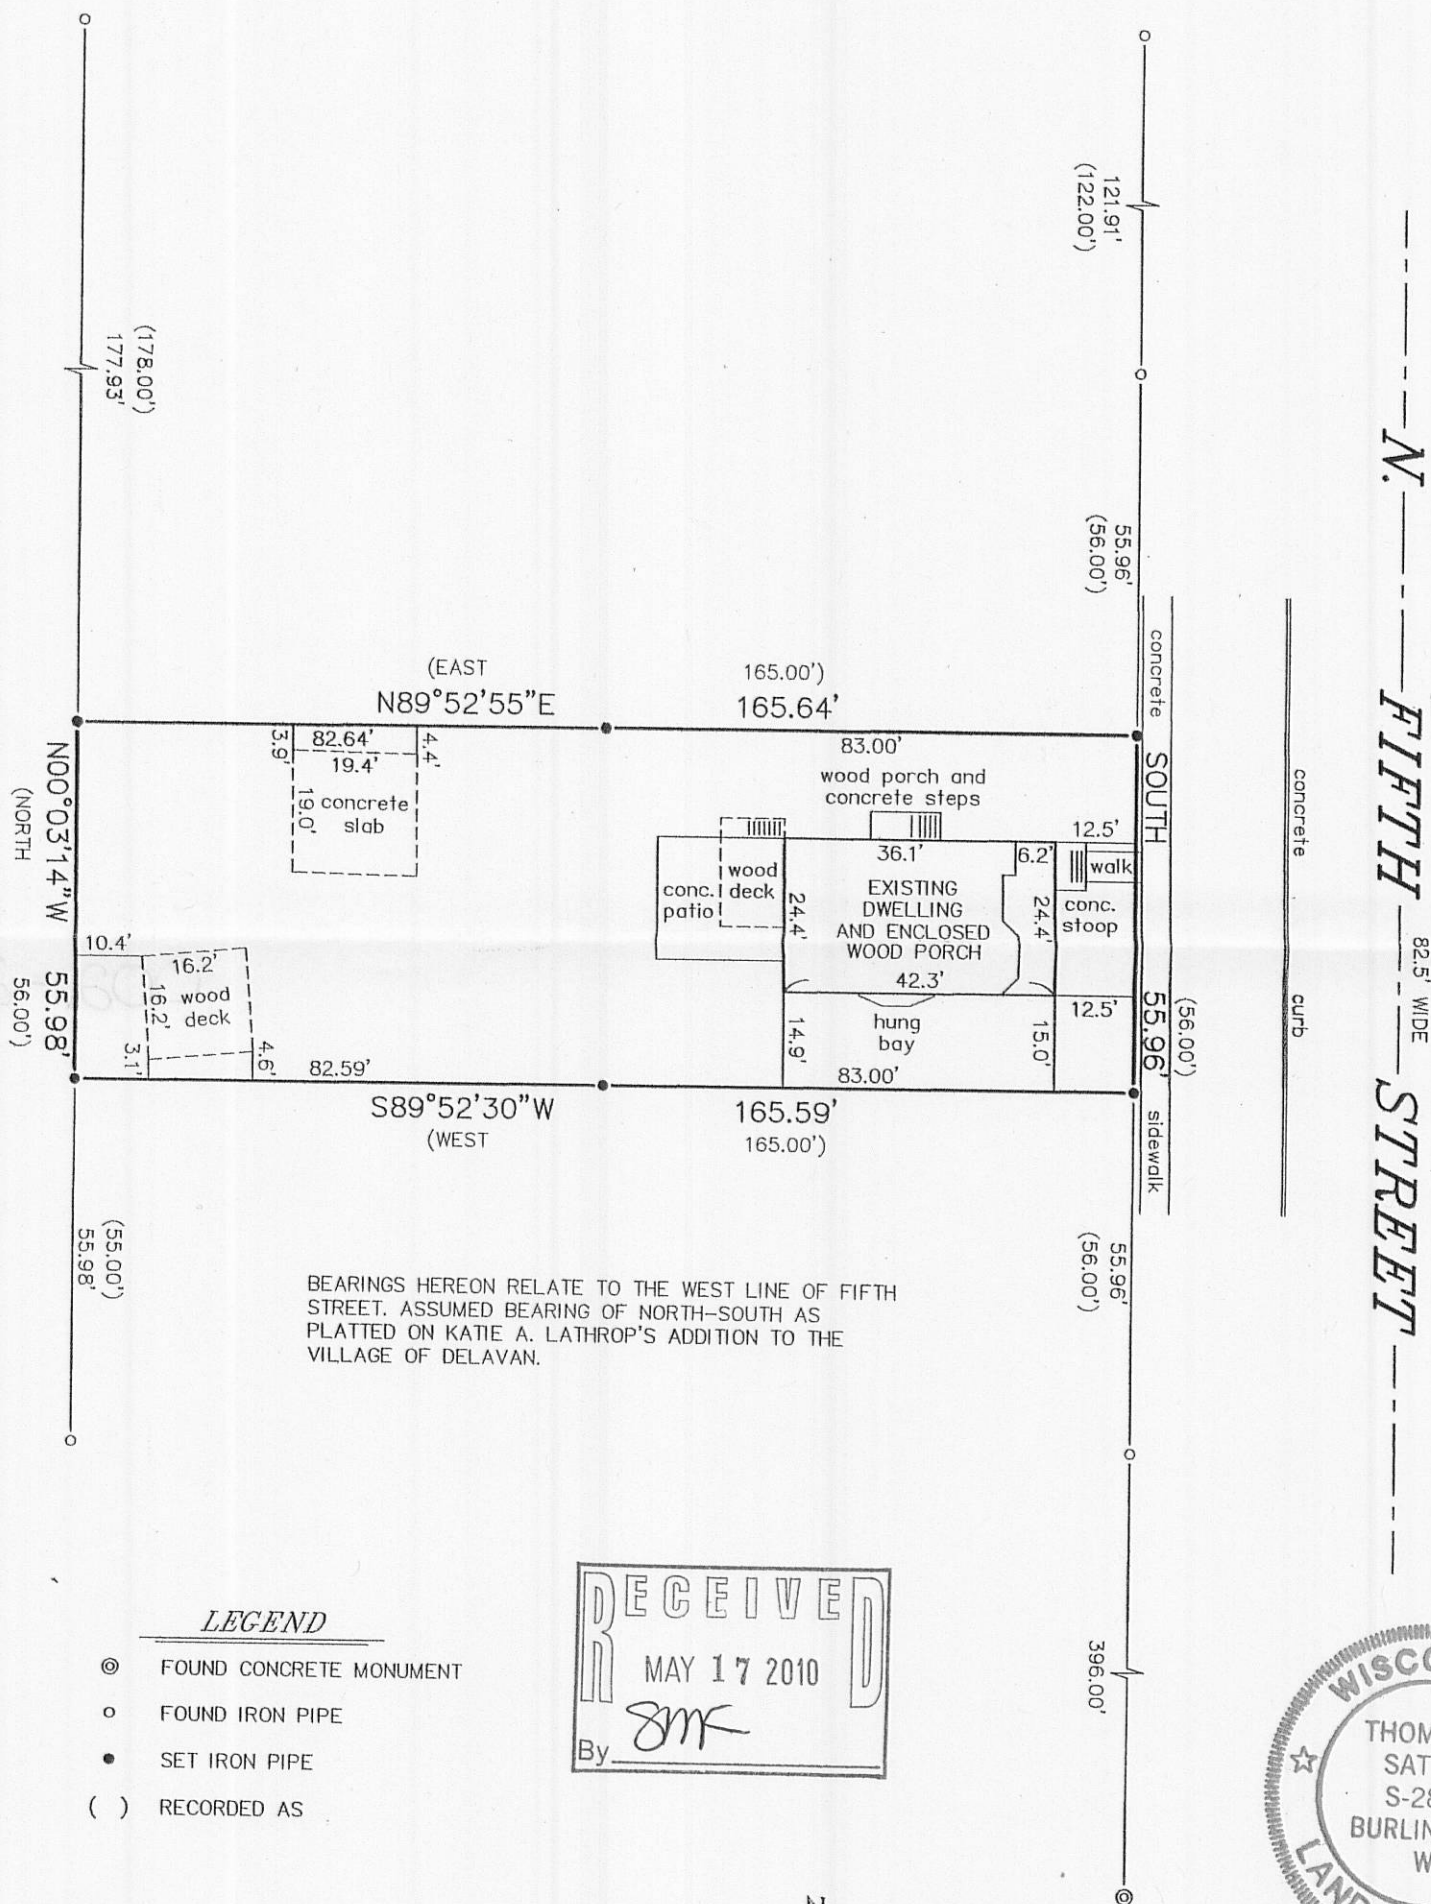 121.91'
(122.00')
N. FIFTH STREET
82.5' WIDE
(178.00')
177.93'
55.96'
(56.00')
concrete
sidewalk
concrete
curb
(EAST
165.00')
N89°52'55"E
165.64'
83.00'
82.64'
3.9'
4.4'
19.4'
19.0'
concrete
slab
wood porch and
concrete steps
12.5'
SOUTH
55.96'
(56.00')
36.1'
6.2'
walk
wood
deck
conc.
patio
24.4'
EXISTING
DWELLING
AND ENCLOSED
WOOD PORCH
24.4'
conc.
stoop
42.3'
12.5'
hung
bay
14.9'
15.0'
N00°03'14"W
55.98'
(NORTH
56.00')
10.4'
16.2'
16.2'
wood
deck
3.1'
4.6'
82.59'
83.00'
S89°52'30"W
165.59'
(WEST
165.00')
(55.00')
55.98'
55.96'
(56.00')
BEARINGS HEREON RELATE TO THE WEST LINE OF FIFTH
STREET. ASSUMED BEARING OF NORTH-SOUTH AS
PLATTED ON KATIE A. LATHROP'S ADDITION TO THE
VILLAGE OF DELAVAN.
396.00'
RECEIVED
MAY 17 2010
SMK
By
LEGEND
FOUND CONCRETE MONUMENT
FOUND IRON PIPE
SET IRON PIPE
( ) RECORDED AS
WISCO
THOM
SAT
S-28
BURLIN
W
LAND